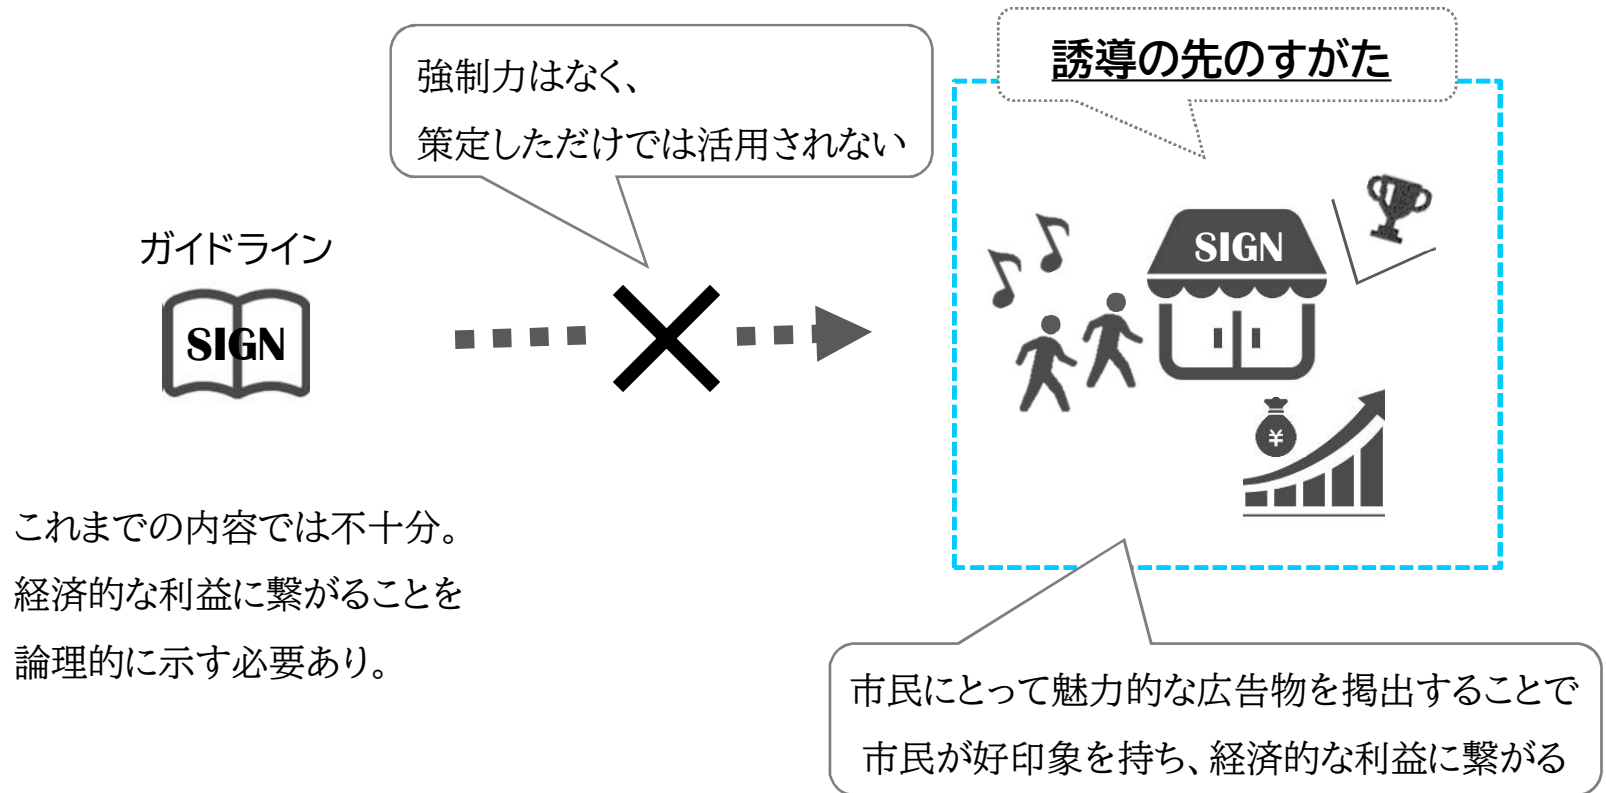 強制力はなく、
策定しただけでは活用されない
誘導の先のすがた
ガイドライン
SIGN
SIGN
¥
これまでの内容では不十分。
経済的な利益に繋がることを
論理的に示す必要あり。
市民にとって魅力的な広告物を掲出することで
市民が好印象を持ち、経済的な利益に繋がる